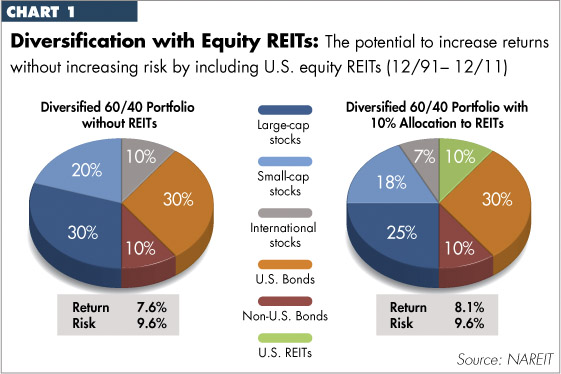 CHART 1
Diversification with Equity REITs: The potential to increase returns
without increasing risk by including U.S. equity REITs (12/91– 12/11)
Diversified 60/40 Portfolio
without REITs
20%
10%
30%
30%
10%
Return 7.6%
Risk 9.6%
Large-cap
stocks
Small-cap
stocks
International
stocks
U.S. Bonds
Non-U.S. Bonds
U.S. REITs
Diversified 60/40 Portfolio with
10% Allocation to REITs
7%
10%
18%
30%
25%
10%
Return 8.1%
Risk 9.6%
Source: NAREIT